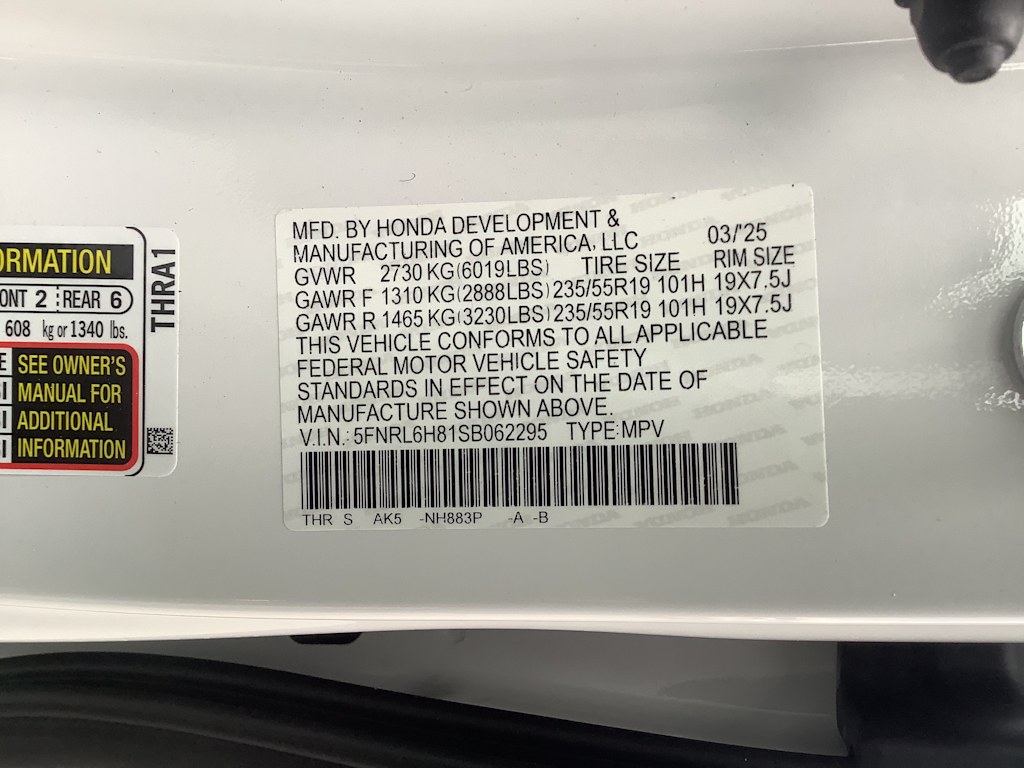 ORMATION
ONT 2 REAR 6
608 kg or 1340 lbs.
SEE OWNER'S
MANUAL FOR
ADDITIONAL
INFORMATION
THRA1
MFD. BY HONDA DEVELOPMENT &
MANUFACTURING OF AMERICA, LLC 03/'25
GVWR 2730 KG(6019LBS) TIRE SIZE RIM SIZE
GAWR F 1310 KG(2888LBS) 235/55R19 101H 19X7.5J
GAWR R 1465 KG(3230LBS) 235/55R19 101H 19X7.5J
THIS VEHICLE CONFORMS TO ALL APPLICABLE
FEDERAL MOTOR VEHICLE SAFETY
STANDARDS IN EFFECT ON THE DATE OF
MANUFACTURE SHOWN ABOVE.
V.I.N.: 5FNRL6H81SB062295 TYPE:MPV
THR S AK5 -NH883P -A -B